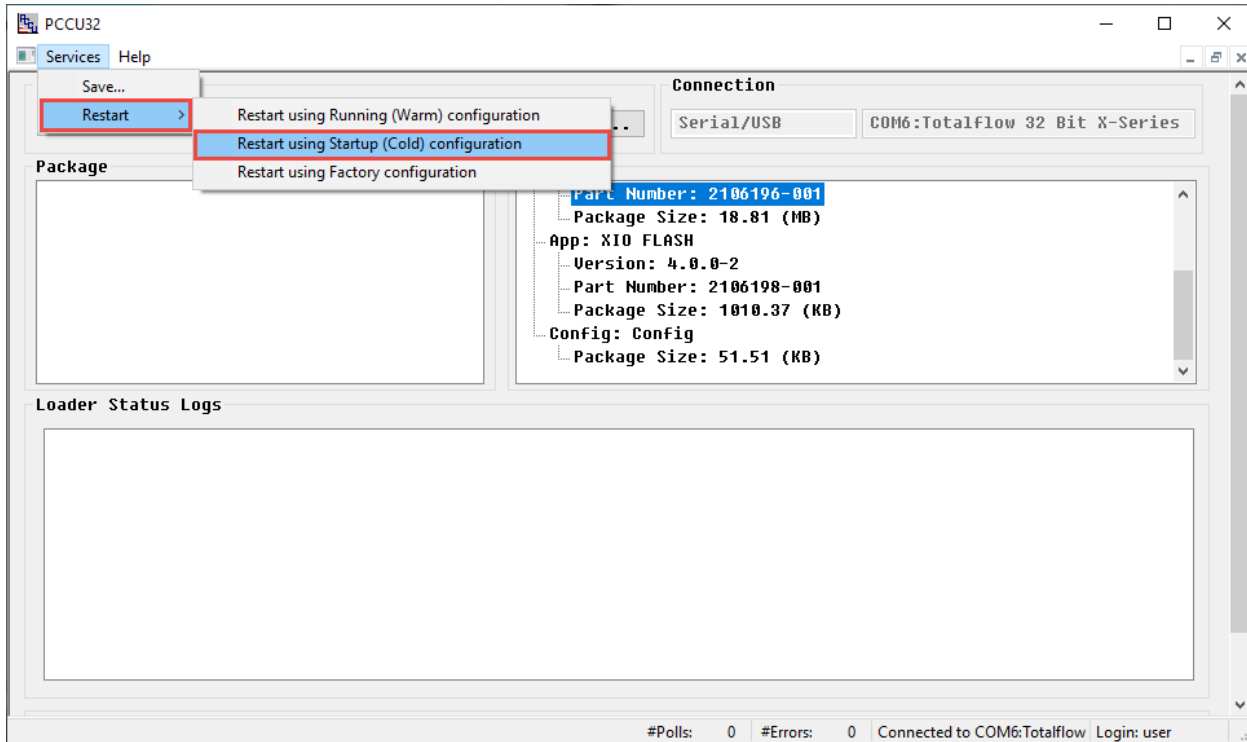 PCCU32
Services Help
Save...
Restart
Restart using Running (Warm) configuration
Restart using Startup (Cold) configuration
Restart using Factory configuration
..
Connection
Serial/USB
COM6:Totalflow 32 Bit X-Series
Package
Part Number: 2106196-001
Package Size: 18.81 (MB)
App: XIO FLASH
Version: 4.0.0-2
Part Number: 2106198-001
Package Size: 1010.37 (KB)
Config: Config
Package Size: 51.51 (KB)
Loader Status Logs
#Polls: 0 #Errors: 0 Connected to COM6:Totalflow Login: user